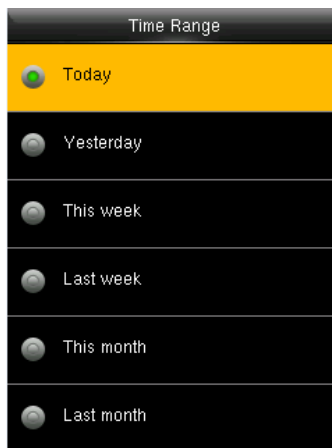 Time Range
Today
Yesterday
This week
Last week
This month
Last month